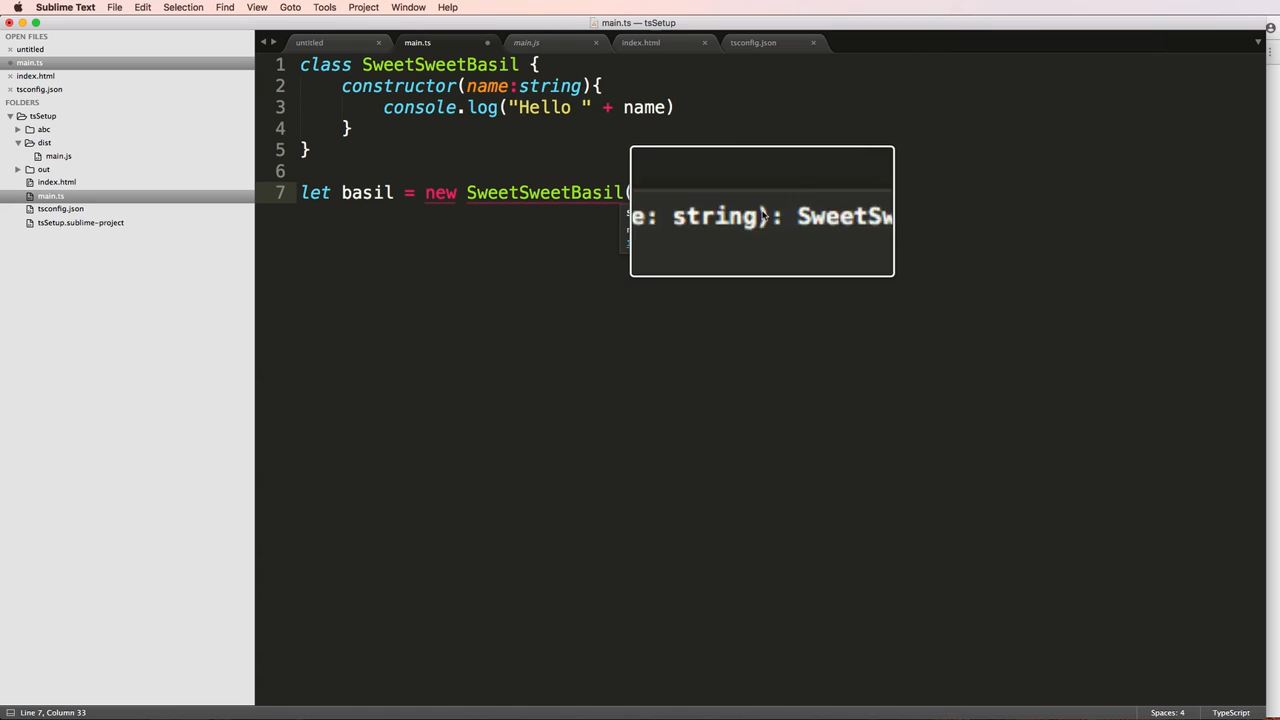 Sublime Text File Edit Selection Find View Goto Tools Project Window Help
main.ts — tsSetup
OPEN FILES
untitled
main.ts
index.html
tsconfig.json
FOLDERS
tsSetup
abc
dist
main.js
out
index.html
main.ts
tsconfig.json
tsSetup.sublime-project
untitled main.ts main.js index.html tsconfig.json
1 class SweetSweetBasil {
2 constructor(name:string){
3 console.log("Hello " + name)
4 }
5 }
6
7 let basil = new SweetSweetBasil(
e: string): SweetSw
Line 7, Column 33
Spaces: 4 TypeScript